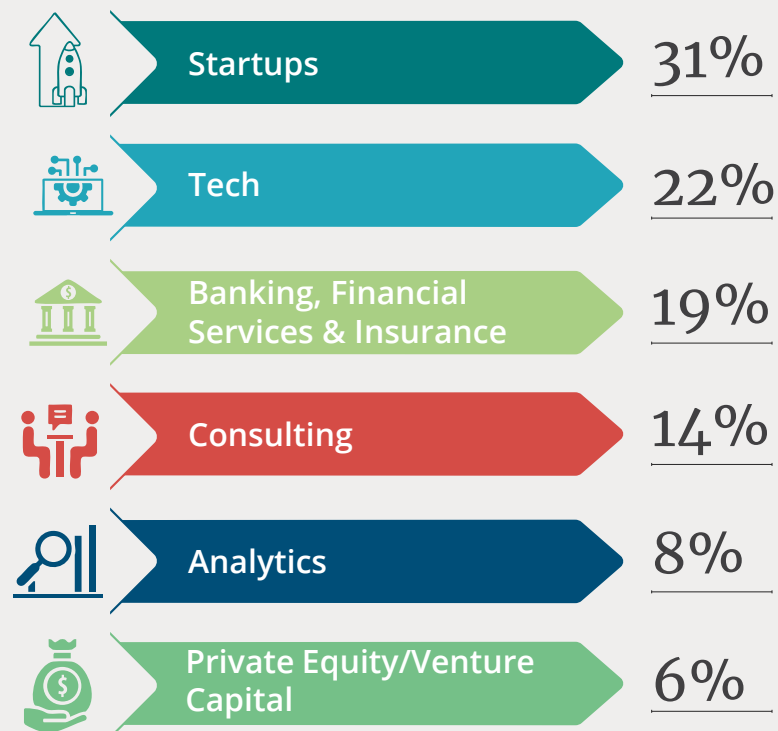 Startups
31%
Tech
22%
$
Banking, Financial
Services & Insurance
19%
Consulting
14%
Analytics
8%
$
Private Equity/Venture
Capital
6%